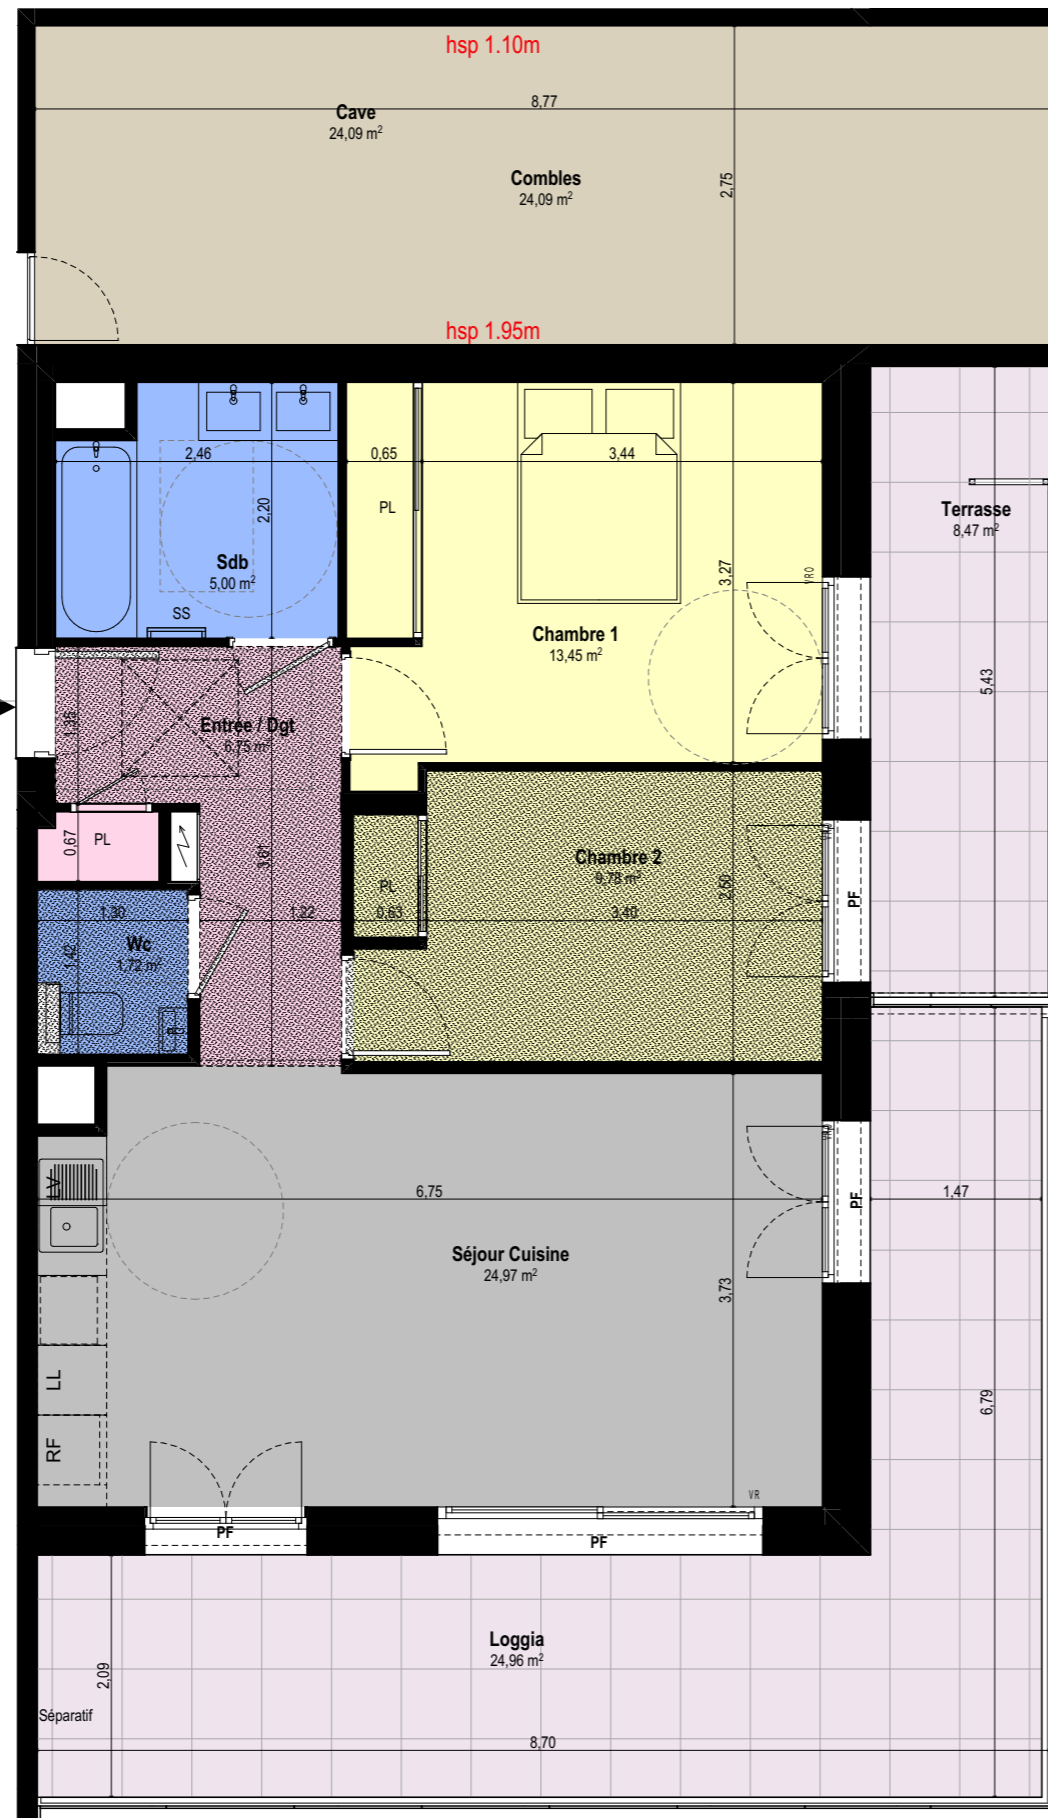 hsp 1.10m
8,77
Cave
24,09 m²
Combles
24,09 m²
2,75
hsp 1.95m
2,46
0,65
3,44
PL
2,20
Sdb
5,00 m²
SS
Terrasse
8,47 m²
3,27
VRO
Chambre 1
13,45 m²
5,43
Entrée / Dgt
6,75 m²
1,35
PL
0,67
3,61
Chambre 2
9,78 m²
PL
2,50
PF
1,30
1,22
0,63
3,40
Wc
1,72 m²
1,42
VRO
LV
6,75
PF
1,47
Séjour Cuisine
24,97 m²
3,73
LL
6,79
RF
VR
PF
PF
Loggia
24,96 m²
2,09
Séparatif
8,70